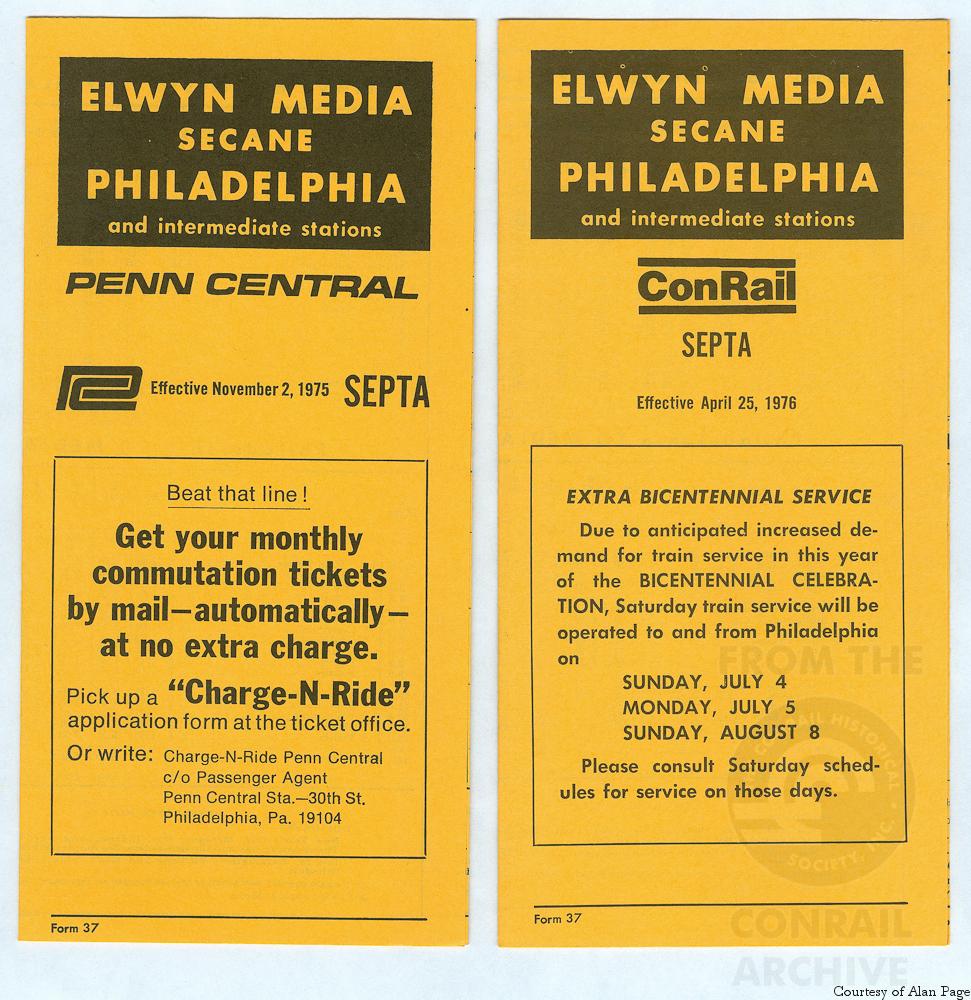 ELWYN MEDIA
SECANE
PHILADELPHIA
and intermediate stations
PENN CENTRAL
Effective November 2, 1975 SEPTA
Beat that line!
Get your monthly
commutation tickets
by mail—automatically—
at no extra charge.
Pick up a "Charge-N-Ride"
application form at the ticket office.
Or write: Charge-N-Ride Penn Central
c/o Passenger Agent
Penn Central Sta.—30th St.
Philadelphia, Pa. 19104
Form 37
ELWYN MEDIA
SECANE
PHILADELPHIA
and intermediate stations
ConRail
SEPTA
Effective April 25, 1976
EXTRA BICENTENNIAL SERVICE
Due to anticipated increased de-
mand for train service in this year
of the BICENTENNIAL CELEBRA-
TION, Saturday train service will be
operated to and from Philadelphia
on
SUNDAY, JULY 4
MONDAY, JULY 5
SUNDAY, AUGUST 8
Please consult Saturday sched-
ules for service on those days.
Form 37
FROM THE
CONRAIL HISTORICAL
SOCIETY, INC.
CONRAIL
ARCHIVE
Courtesy of Alan Page